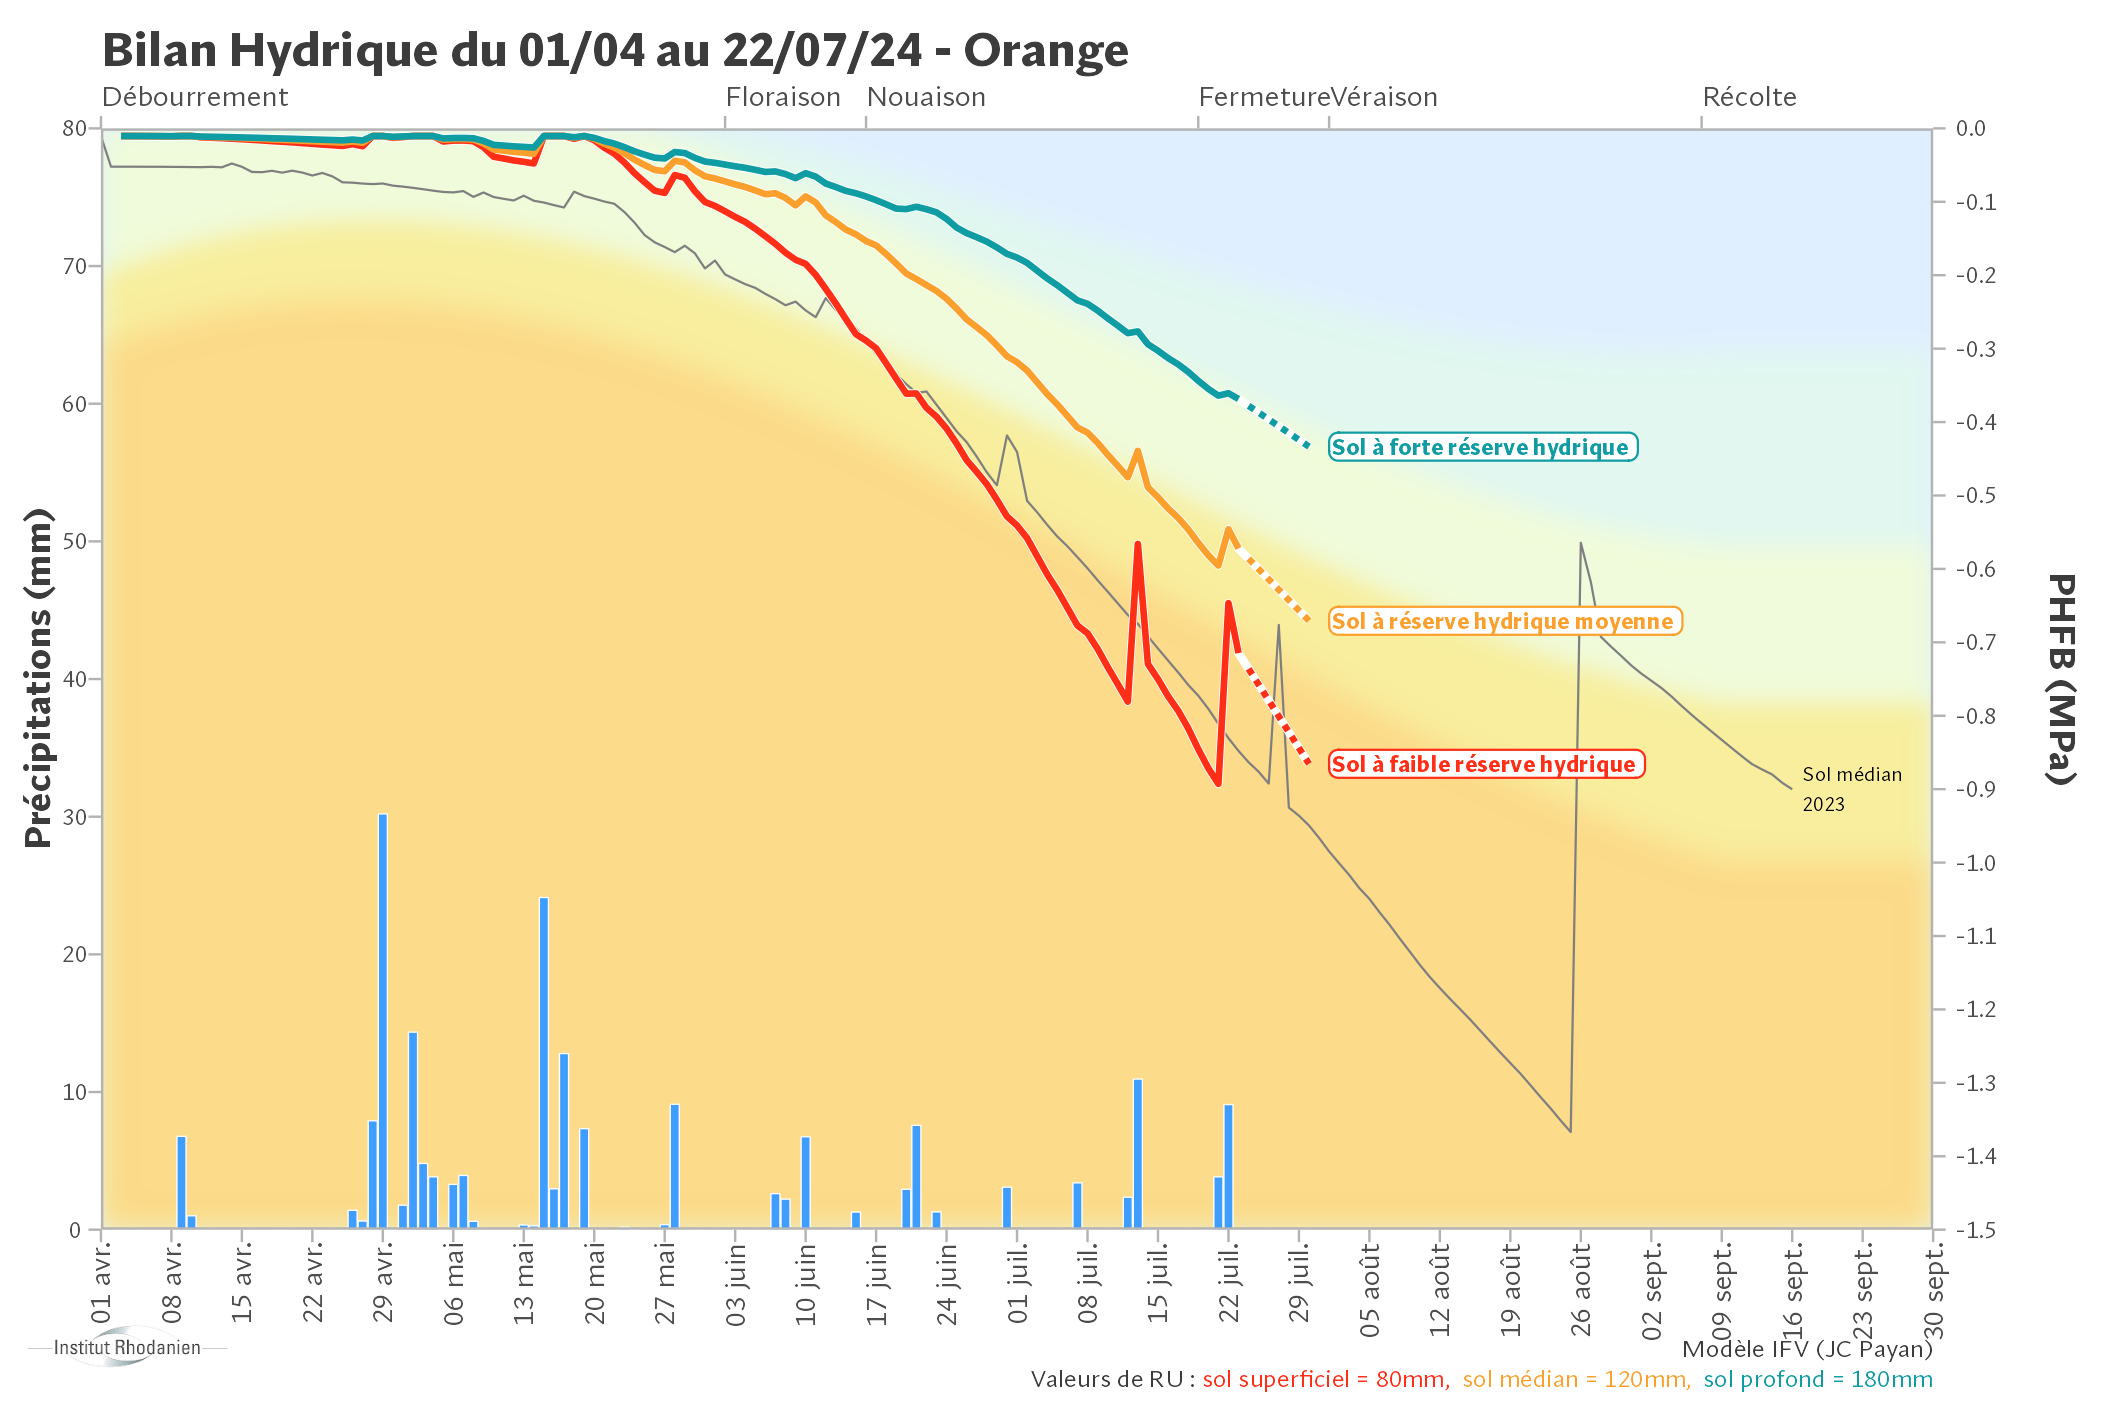 Bilan Hydrique du 01/04 au 22/07/24 - Orange
Débourrement Floraison Nouaison Fermeture Véraison Récolte
Précipitations (mm)
80
70
60
50
40
30
20
10
0
0.0
-0.1
-0.2
-0.3
-0.4
-0.5
-0.6
-0.7
-0.8
-0.9
-1.0
-1.1
-1.2
-1.3
-1.4
-1.5
PHFB (MPa)
Sol à forte réserve hydrique
Sol à réserve hydrique moyenne
Sol à faible réserve hydrique
Sol médian
2023
01 avr.
08 avr.
15 avr.
22 avr.
29 avr.
06 mai
13 mai
20 mai
27 mai
03 juin
10 juin
17 juin
24 juin
01 juil.
08 juil.
15 juil.
22 juil.
29 juil.
05 août
12 août
19 août
26 août
02 sept.
09 sept.
16 sept.
23 sept.
30 sept.
Institut Rhodanien
Modèle IFV (JC Payan)
Valeurs de RU : sol superficiel = 80mm, sol médian = 120mm, sol profond = 180mm